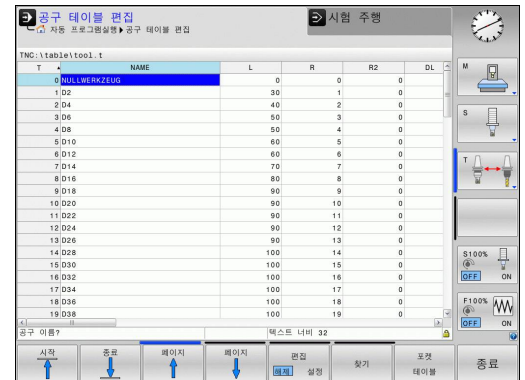 공구 테이블 편집
자동 프로그램실행 ▶ 공구 테이블 편집
시험 주행
TNC:\table\tool.t
T NAME L R R2 DL
0 NULLWERKZEUG 0 0 0
1 D2 30 1 0
2 D4 40 2 0
3 D6 50 3 0
4 D8 50 4 0
5 D10 60 5 0
6 D12 60 6 0
7 D14 70 7 0
8 D16 80 8 0
9 D18 90 9 0
10 D20 90 10 0
11 D22 90 11 0
12 D24 90 12 0
13 D26 90 13 0
14 D28 100 14 0
15 D30 100 15 0
16 D32 100 16 0
17 D34 100 17 0
18 D36 100 18 0
19 D38 100 19 0
공구 이름? 텍스트 너비 32
M
S
T
S100%
OFF ON
F100%
OFF ON
시작 종료 페이지 페이지 편집 찾기 포켓 종료
해제 설정 테이블